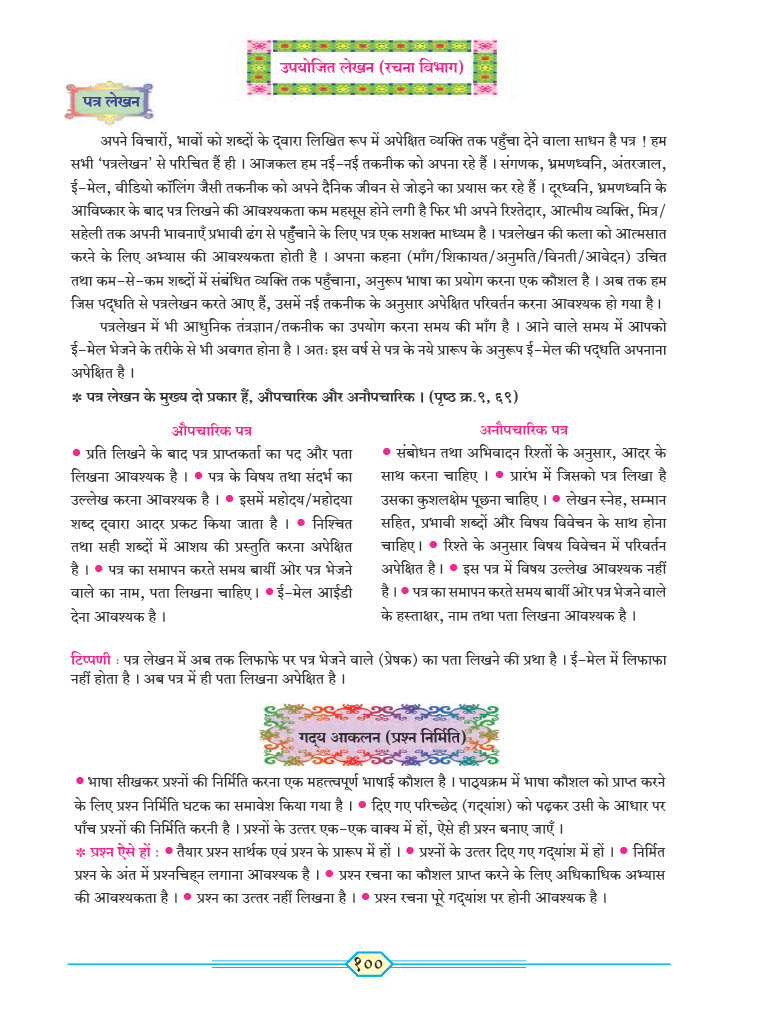 उपयोजित लेखन (रचना विभाग)
पत्र लेखन
अपने विचारों, भावों को शब्दों के द्वारा लिखित रूप में अपेक्षित व्यक्ति तक पहुँचा देने वाला साधन है पत्र ! हम
सभी ‘पत्रलेखन’ से परिचित हैं ही । आजकल हम नई-नई तकनीक को अपना रहे हैं । संगणक, भ्रमणध्वनि, अंतरजाल,
ई-मेल, वीडियो कॉलिंग जैसी तकनीक को अपने दैनिक जीवन से जोड़ने का प्रयास कर रहे हैं । दूरध्वनि, भ्रमणध्वनि के
आविष्कार के बाद पत्र लिखने की आवश्यकता कम महसूस होने लगी है फिर भी अपने रिश्तेदार, आत्मीय व्यक्ति, मित्र/
सहेली तक अपनी भावनाएँ प्रभावी ढंग से पहुँचाने के लिए पत्र एक सशक्त माध्यम है । पत्रलेखन की कला को आत्मसात
करने के लिए अभ्यास की आवश्यकता होती है । अपना कहना (माँग/शिकायत/अनुमति/विनती/आवेदन) उचित
तथा कम-से-कम शब्दों में संबंधित व्यक्ति तक पहुँचाना, अनुरूप भाषा का प्रयोग करना एक कौशल है । अब तक हम
जिस पद्धति से पत्रलेखन करते आए हैं, उसमें नई तकनीक के अनुसार अपेक्षित परिवर्तन करना आवश्यक हो गया है ।
पत्रलेखन में भी आधुनिक तंत्रज्ञान/तकनीक का उपयोग करना समय की माँग है । आने वाले समय में आपको
ई-मेल भेजने के तरीके से भी अवगत होना है । अतः इस वर्ष से पत्र के नये प्रारूप के अनुरूप ई-मेल की पद्धति अपनाना
अपेक्षित है ।
* पत्र लेखन के मुख्य दो प्रकार हैं, औपचारिक और अनौपचारिक । (पृष्ठ क्र.९, ६९)
औपचारिक पत्र
● प्रति लिखने के बाद पत्र प्राप्तकर्ता का पद और पता
लिखना आवश्यक है । ● पत्र के विषय तथा संदर्भ का
उल्लेख करना आवश्यक है । ● इसमें महोदय/महोदया
शब्द द्वारा आदर प्रकट किया जाता है । ● निश्चित
तथा सही शब्दों में आशय की प्रस्तुति करना अपेक्षित
है । ● पत्र का समापन करते समय बायीं ओर पत्र भेजने
वाले का नाम, पता लिखना चाहिए । ● ई-मेल आईडी
देना आवश्यक है ।
अनौपचारिक पत्र
● संबोधन तथा अभिवादन रिश्तों के अनुसार, आदर के
साथ करना चाहिए । ● प्रारंभ में जिसको पत्र लिखा है
उसका कुशलक्षेम पूछना चाहिए । ● लेखन स्नेह, सम्मान
सहित, प्रभावी शब्दों और विषय विवेचन के साथ होना
चाहिए । ● रिश्ते के अनुसार विषय विवेचन में परिवर्तन
अपेक्षित है । ● इस पत्र में विषय उल्लेख आवश्यक नहीं
है । ● पत्र का समापन करते समय बायीं ओर पत्र भेजने वाले
के हस्ताक्षर, नाम तथा पता लिखना आवश्यक है ।
टिप्पणी : पत्र लेखन में अब तक लिफाफे पर पत्र भेजने वाले (प्रेषक) का पता लिखने की प्रथा है । ई-मेल में लिफाफा
नहीं होता है । अब पत्र में ही पता लिखना अपेक्षित है ।
गद्य आकलन (प्रश्न निर्मिति)
● भाषा सीखकर प्रश्नों की निर्मिति करना एक महत्त्वपूर्ण भाषाई कौशल है । पाठ्यक्रम में भाषा कौशल को प्राप्त करने
के लिए प्रश्न निर्मिति घटक का समावेश किया गया है । ● दिए गए परिच्छेद (गद्यांश) को पढ़कर उसी के आधार पर
पाँच प्रश्नों की निर्मिति करनी है । प्रश्नों के उत्तर एक-एक वाक्य में हों, ऐसे ही प्रश्न बनाए जाएँ ।
* प्रश्न ऐसे हों : ● तैयार प्रश्न सार्थक एवं प्रश्न के प्रारूप में हों । ● प्रश्नों के उत्तर दिए गए गद्यांश में हों । ● निर्मित
प्रश्न के अंत में प्रश्नचिह्न लगाना आवश्यक है । ● प्रश्न रचना का कौशल प्राप्त करने के लिए अधिकाधिक अभ्यास
की आवश्यकता है । ● प्रश्न का उत्तर नहीं लिखना है । ● प्रश्न रचना पूरे गद्यांश पर होनी आवश्यक है ।
१००